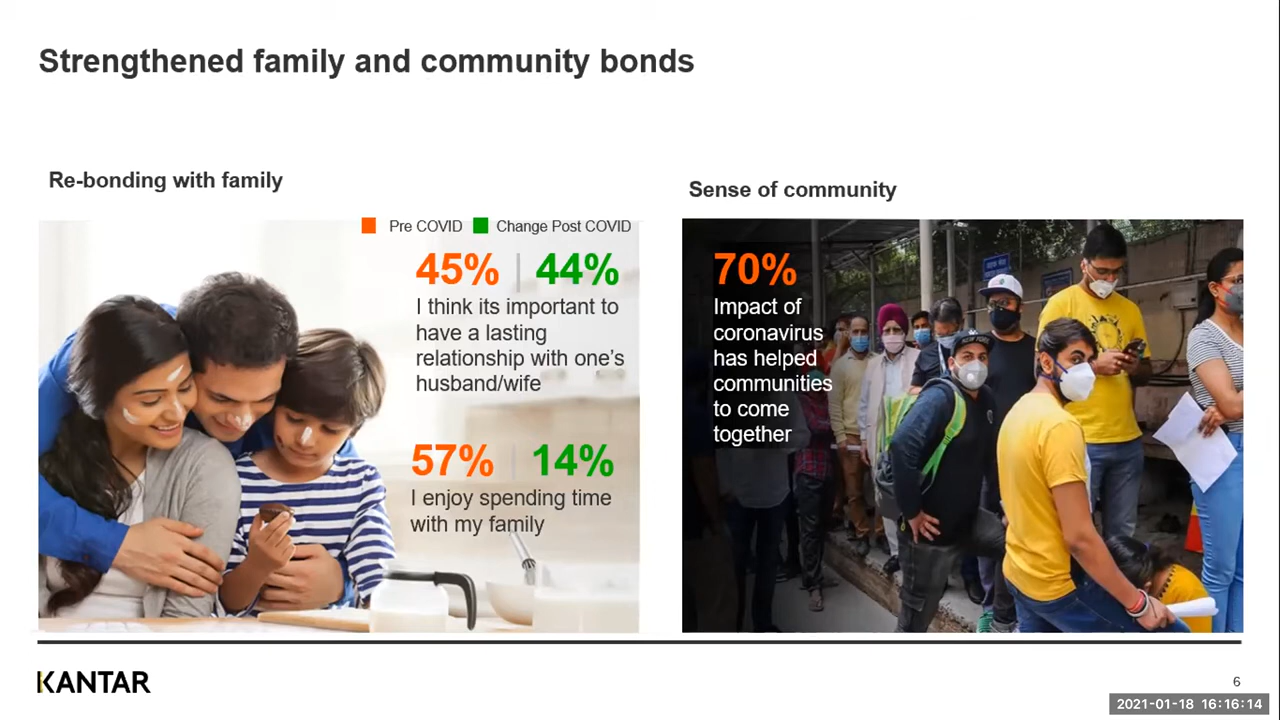 Strengthened family and community bonds
Re-bonding with family
Pre COVID Change Post COVID
45% | 44%
I think its important to
have a lasting
relationship with one’s
husband/wife
57% | 14%
I enjoy spending time
with my family
Sense of community
70%
Impact of
coronavirus
has helped
communities
to come
together
KANTAR
6
2021-01-18 16:16:14